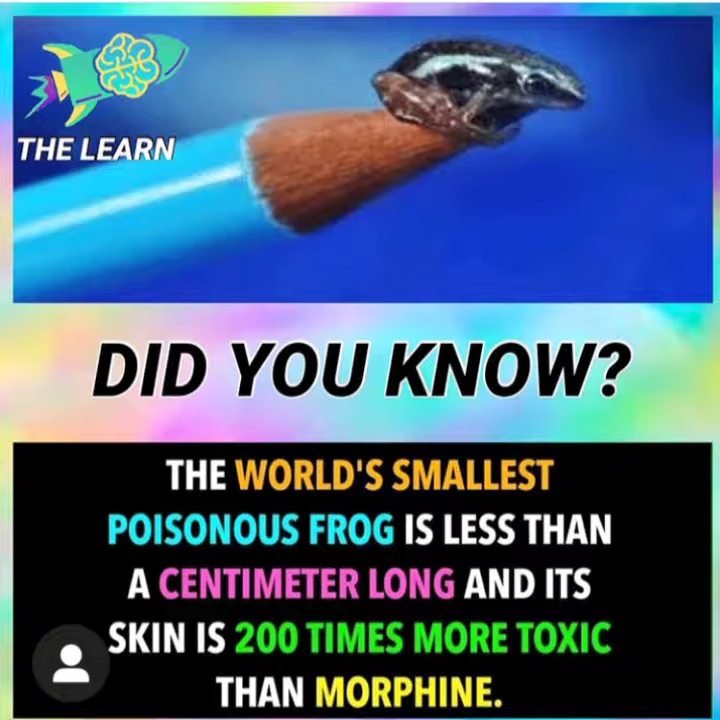 THE LEARN
DID YOU KNOW?
THE WORLD'S SMALLEST
POISONOUS FROG IS LESS THAN
A CENTIMETER LONG AND ITS
SKIN IS 200 TIMES MORE TOXIC
THAN MORPHINE.